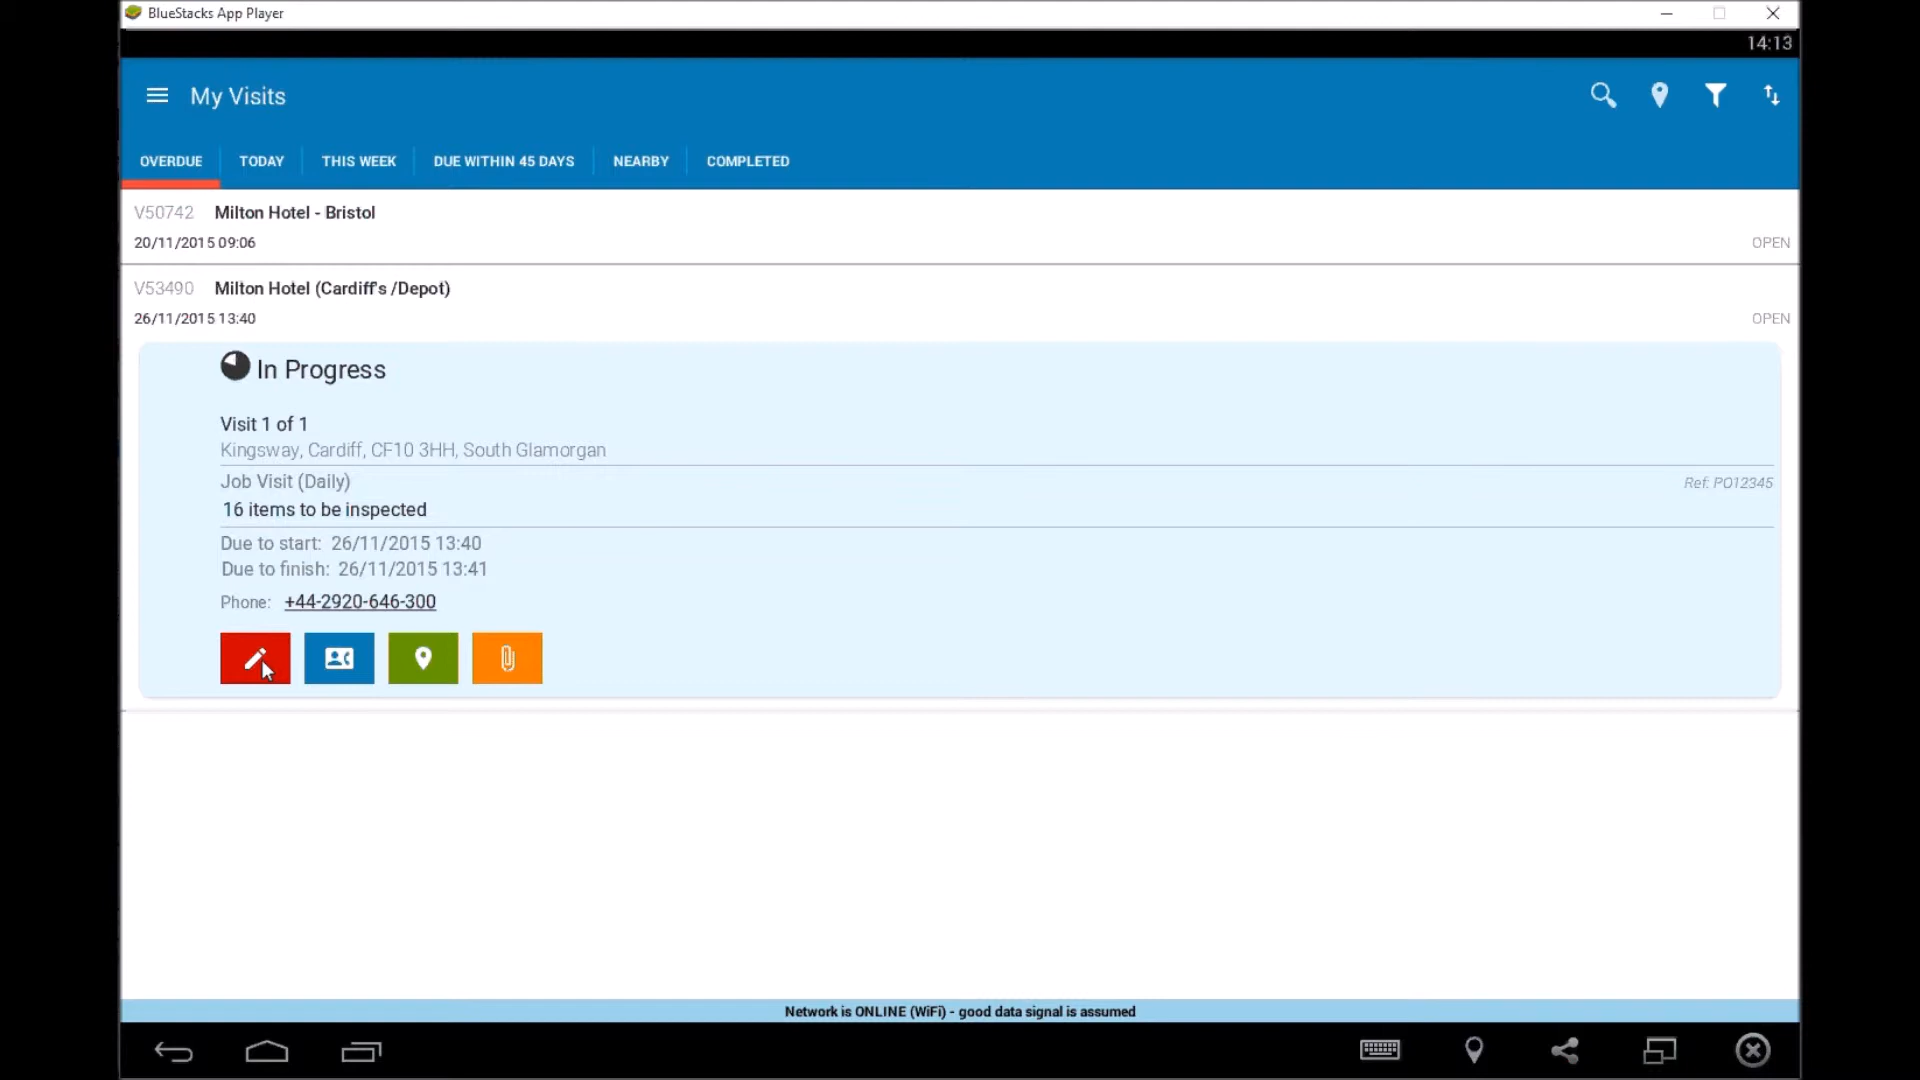 BlueStacks App Player
14:13
My Visits
OVERDUE TODAY THIS WEEK DUE WITHIN 45 DAYS NEARBY COMPLETED
V50742 Milton Hotel - Bristol
20/11/2015 09:06 OPEN
V53490 Milton Hotel (Cardiff's /Depot)
26/11/2015 13:40 OPEN
In Progress
Visit 1 of 1
Kingsway, Cardiff, CF10 3HH, South Glamorgan
Job Visit (Daily) Ref: PO12345
16 items to be inspected
Due to start: 26/11/2015 13:40
Due to finish: 26/11/2015 13:41
Phone: +44-2920-646-300
Network is ONLINE (WiFi) - good data signal is assumed